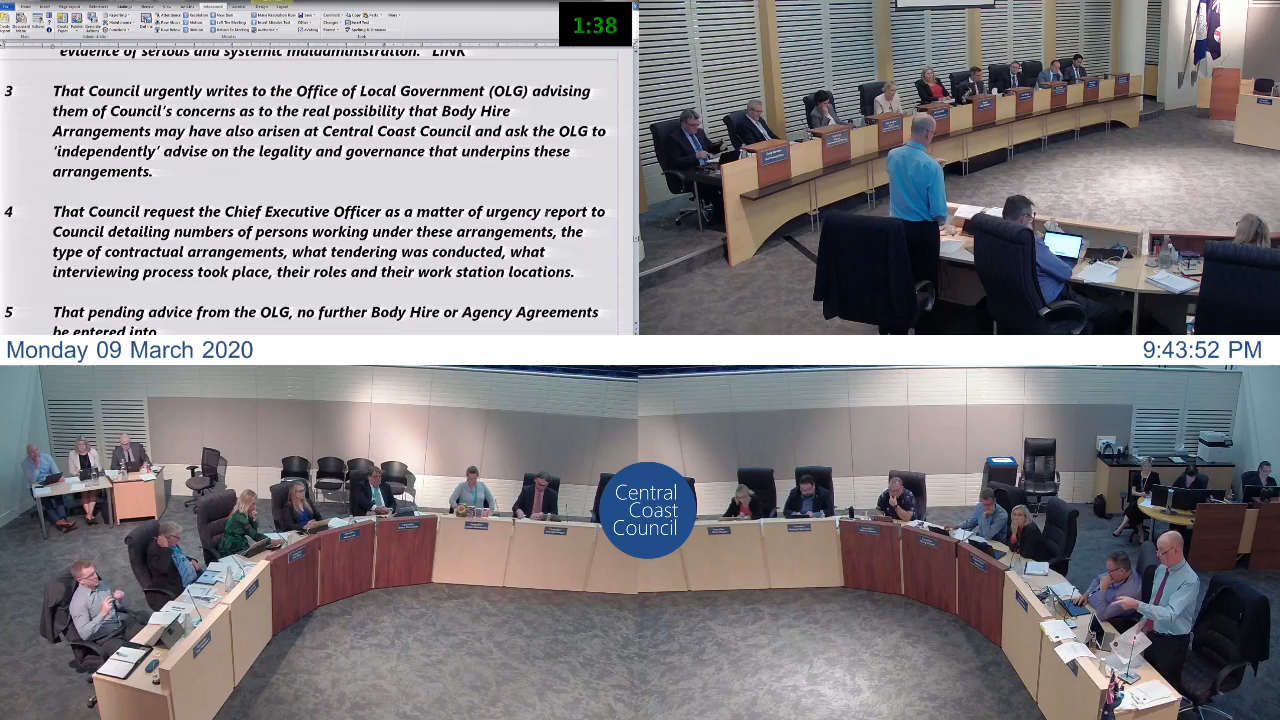 1:38
evidence of serious and systemic maladministration." LINK
3 That Council urgently writes to the Office of Local Government (OLG) advising
them of Council's concerns as to the real possibility that Body Hire
Arrangements may have also arisen at Central Coast Council and ask the OLG to
'independently' advise on the legality and governance that underpins these
arrangements.
4 That Council request the Chief Executive Officer as a matter of urgency report to
Council detailing numbers of persons working under these arrangements, the
type of contractual arrangements, what tendering was conducted, what
interviewing process took place, their roles and their work station locations.
5 That pending advice from the OLG, no further Body Hire or Agency Agreements
be entered into
Monday 09 March 2020
9:43:52 PM
Central
Coast
Council